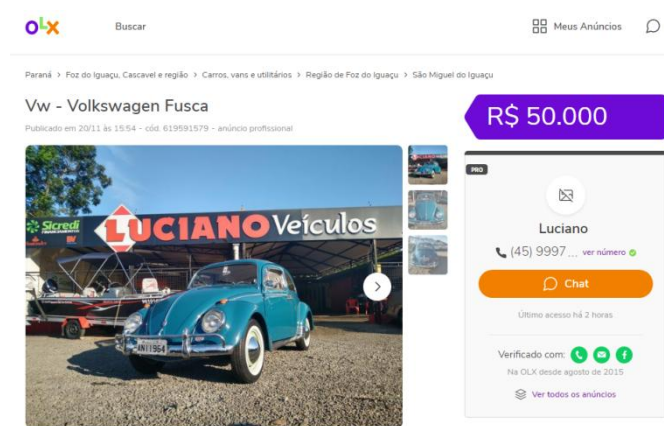 OLX
Buscar
Meus Anúncios
Paraná > Foz do Iguaçu, Cascavel e região > Carros, vans e utilitários > Região de Foz do Iguaçu > São Miguel do Iguaçu
Vw - Volkswagen Fusca
Publicado em 20/11 às 15:54 - cód. 619591579 - anúncio profissional
R$ 50.000
Sicredi
LUCIANO Veículos
ANI1964
PRO
Luciano
(45) 9997 ... ver número
Chat
Último acesso há 2 horas
Verificado com:
Na OLX desde agosto de 2015
Ver todos os anúncios